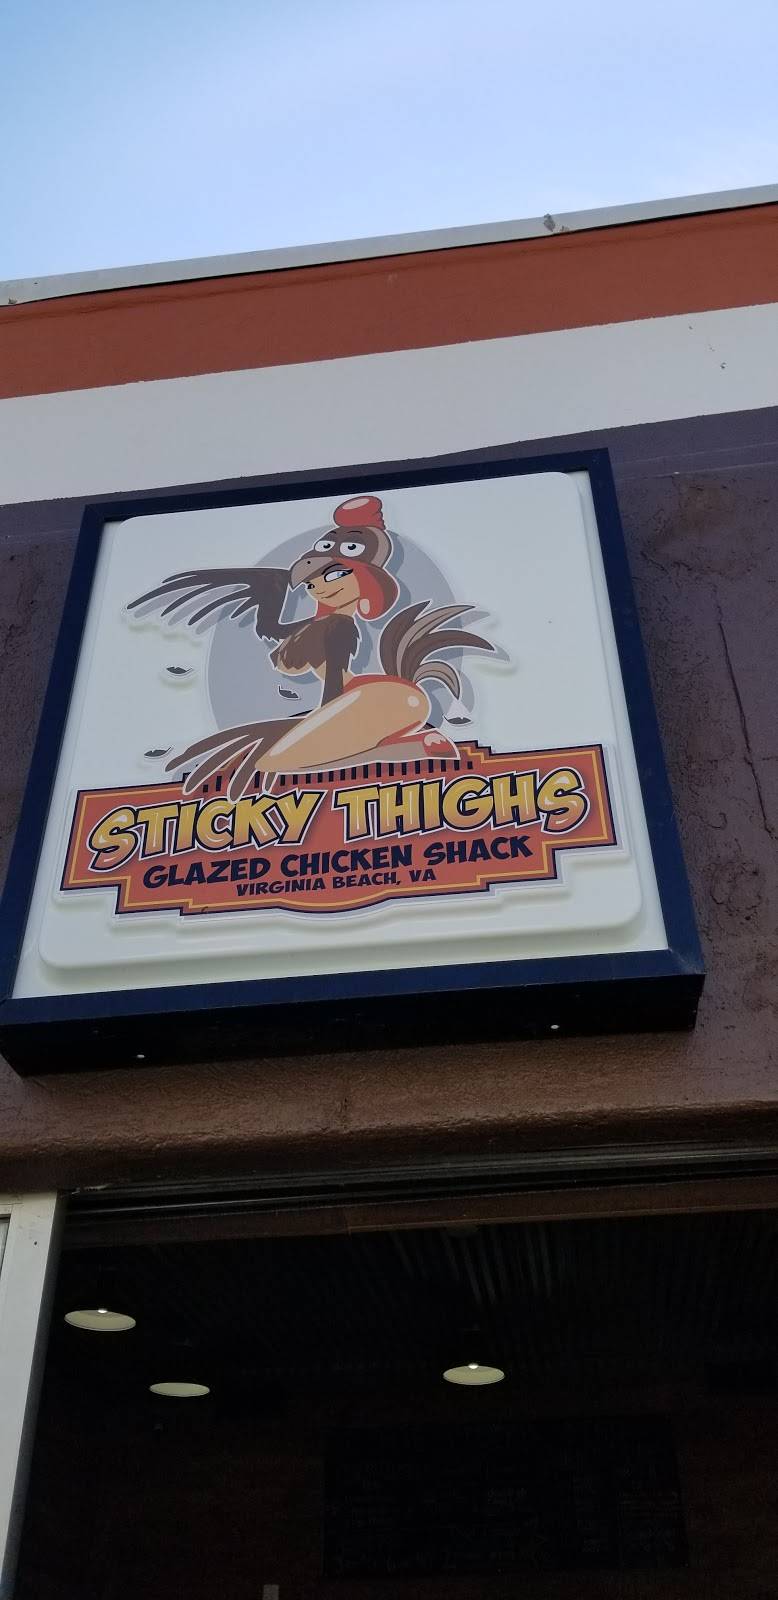 STICKY THIGHS
GLAZED CHICKEN SHACK
VIRGINIA BEACH, VA